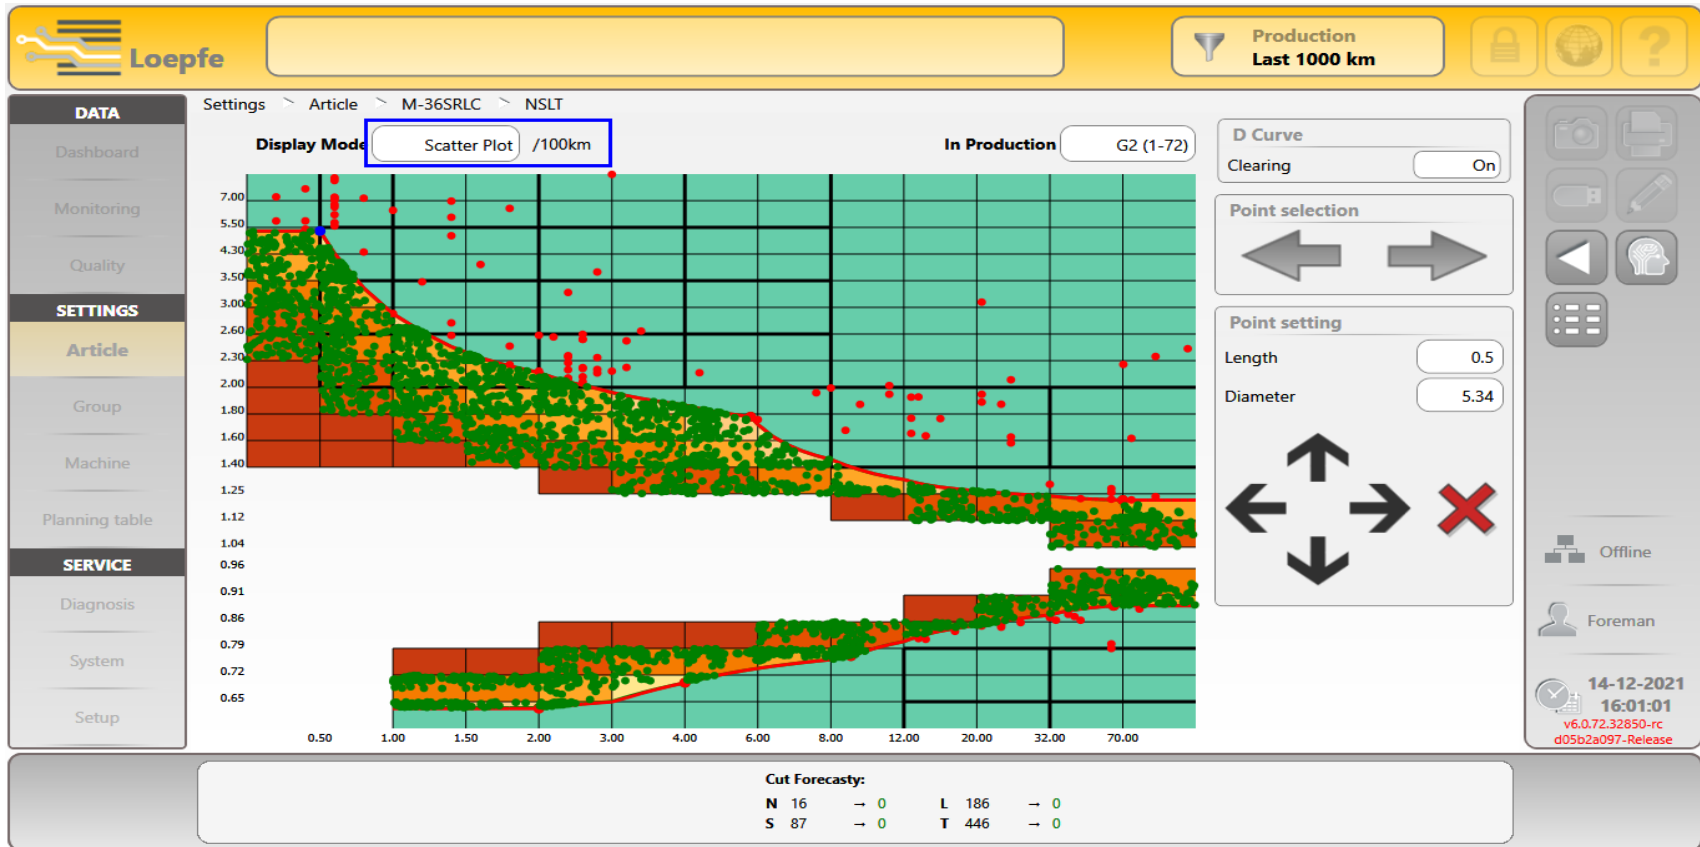 Loepfe
Production
Last 1000 km
?
DATA
Dashboard
Monitoring
Quality
SETTINGS
Article
Group
Machine
Planning table
SERVICE
Diagnosis
System
Setup
Settings > Article > M-36SRLC > NSLT
Display Mode Scatter Plot /100km
In Production G2 (1-72)
7.00
5.50
4.30
3.50
3.00
2.60
2.30
2.00
1.80
1.60
1.40
1.25
1.12
1.04
0.96
0.91
0.86
0.79
0.72
0.65
0.50 1.00 1.50 2.00 3.00 4.00 6.00 8.00 12.00 20.00 32.00 70.00
D Curve
Clearing On
Point selection
Point setting
Length 0.5
Diameter 5.34
Offline
Foreman
14-12-2021
16:01:01
v6.0.72.32850-rc
d05b2a097-Release
Cut Forecasty:
N 16 → 0 L 186 → 0
S 87 → 0 T 446 → 0